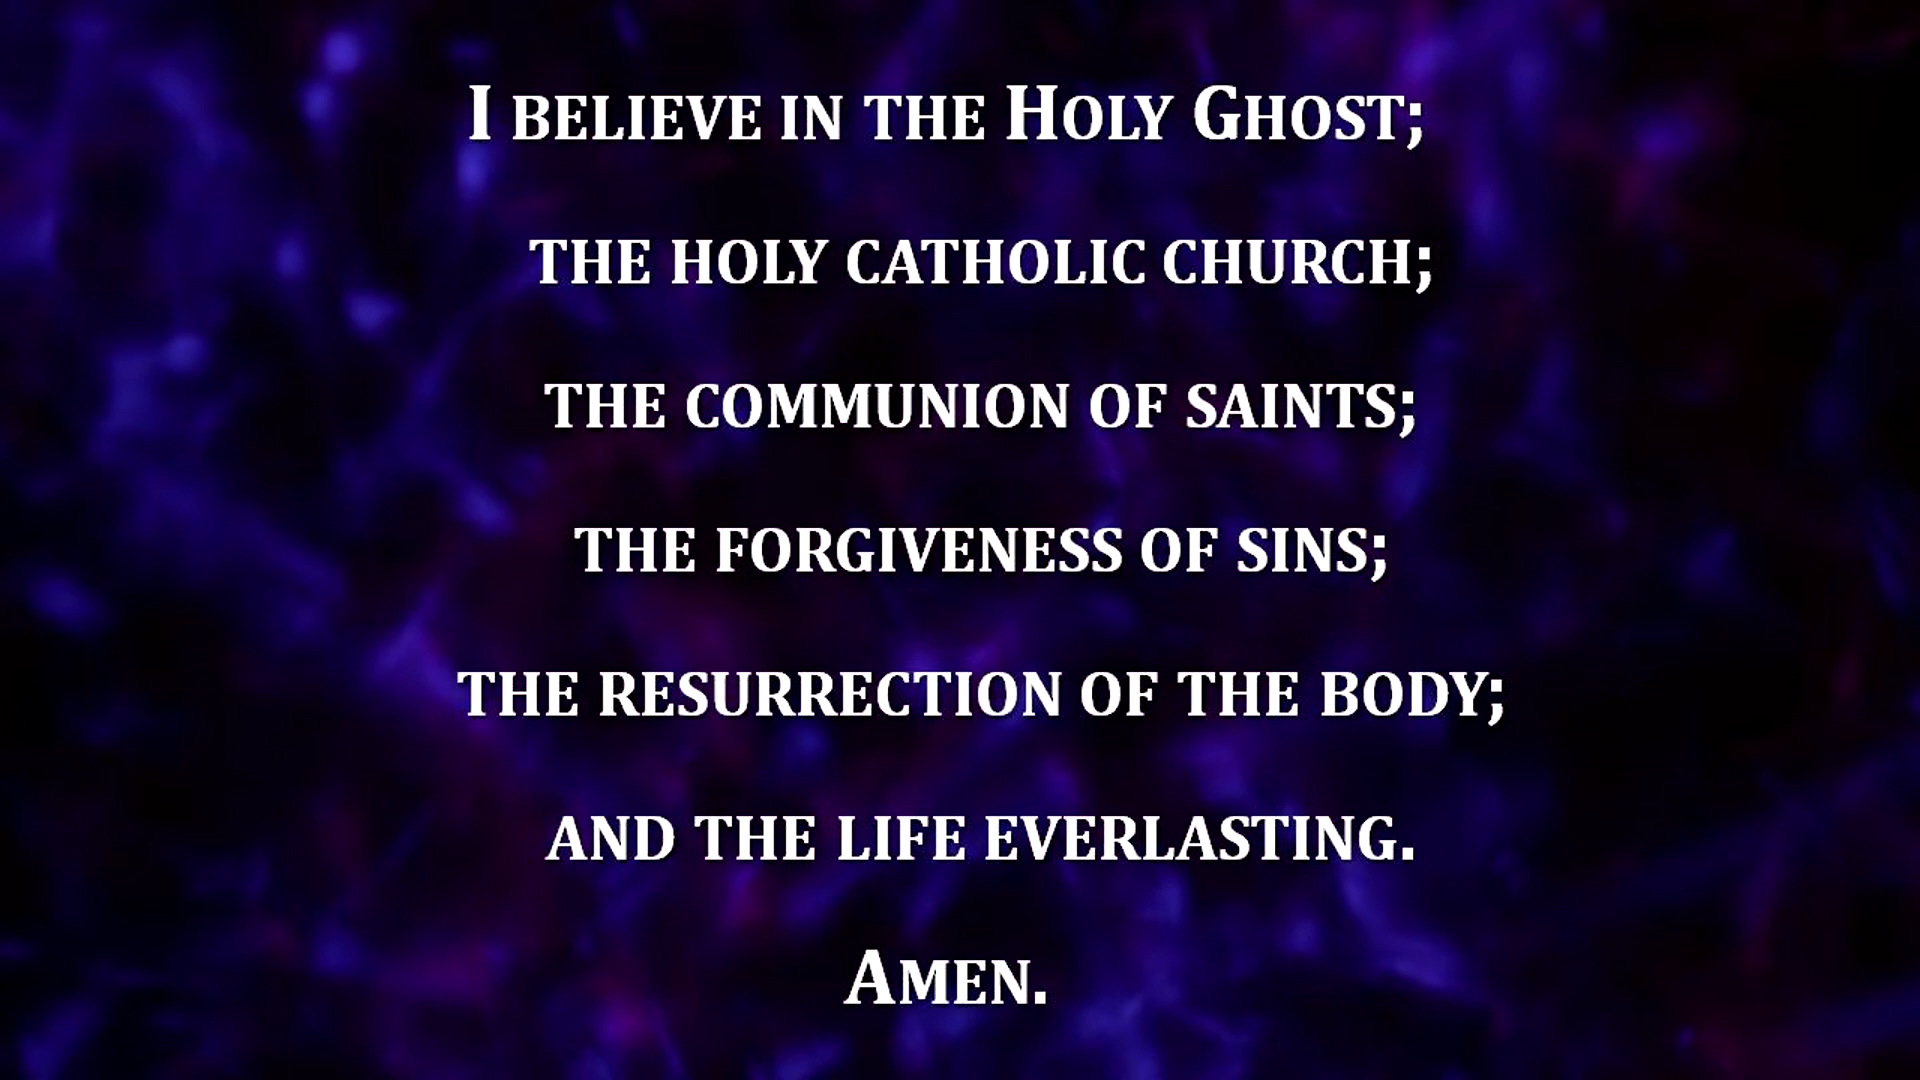 I believe in the Holy Ghost;
the holy catholic church;
the communion of saints;
the forgiveness of sins;
the resurrection of the body;
and the life everlasting.
Amen.